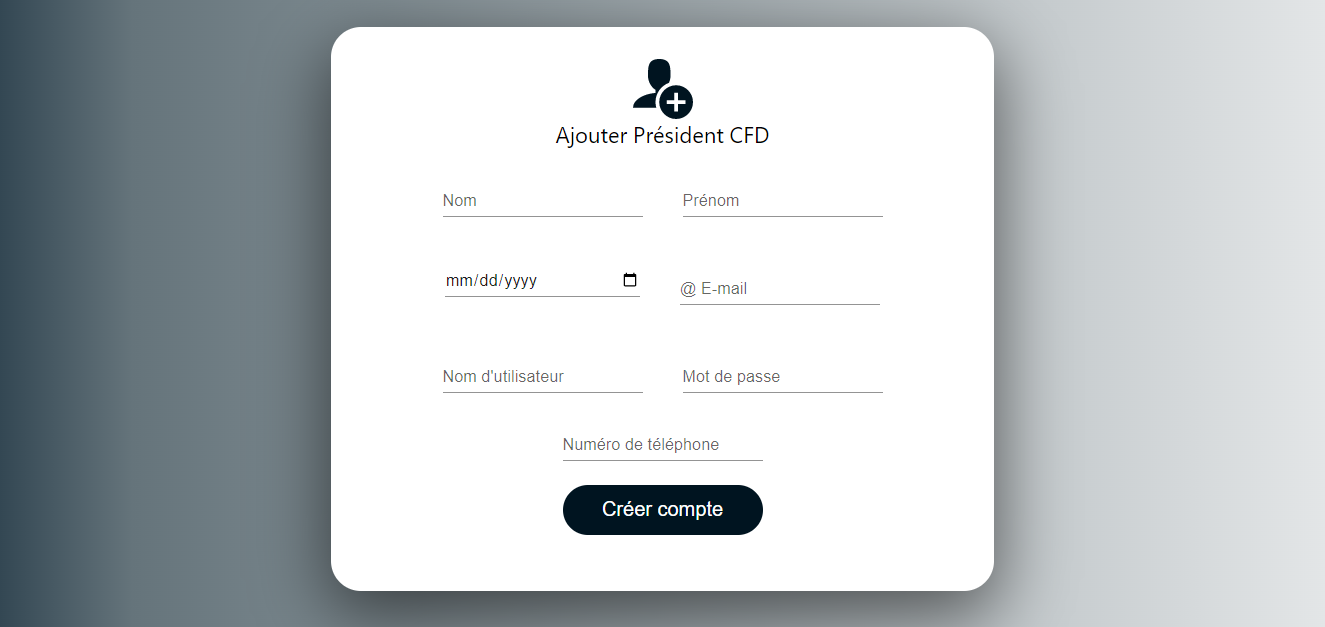 Ajouter Président CFD
Nom Prénom
mm/dd/yyyy
@ E-mail
Nom d'utilisateur Mot de passe
Numéro de téléphone
Créer compte